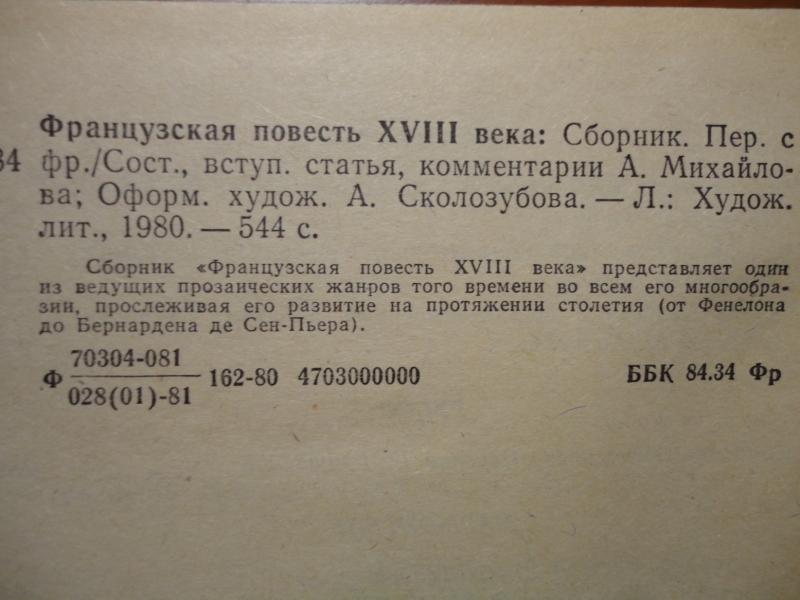 Французская повесть XVIII века: Сборник. Пер. с
34 фр./Сост., вступ. статья, комментарии А. Михайло-
ва; Оформ. худож. А. Сколозубова. — Л.: Худож.
лит., 1980. — 544 с.
Сборник «Французская повесть XVIII века» представляет один
из ведущих прозаических жанров того времени во всем его многообра-
зии, прослеживая его развитие на протяжении столетия (от Фенелона
до Бернардена де Сен-Пьера).
70304-081
Ф 162-80 4703000000 ББК 84.34 Фр
028(01)-81